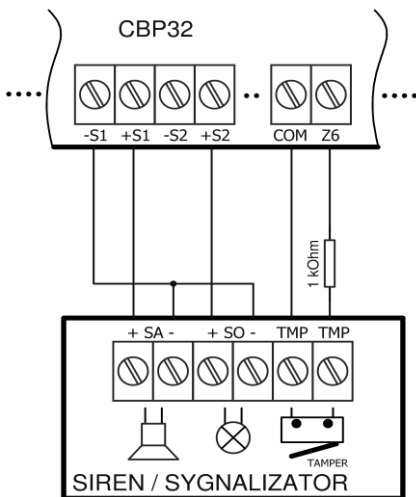 CBP32
-S1 +S1 -S2 +S2 COM Z6
1 kOhm
+ SA - + SO - TMP TMP
TAMPER
SIREN / SYGNALIZATOR